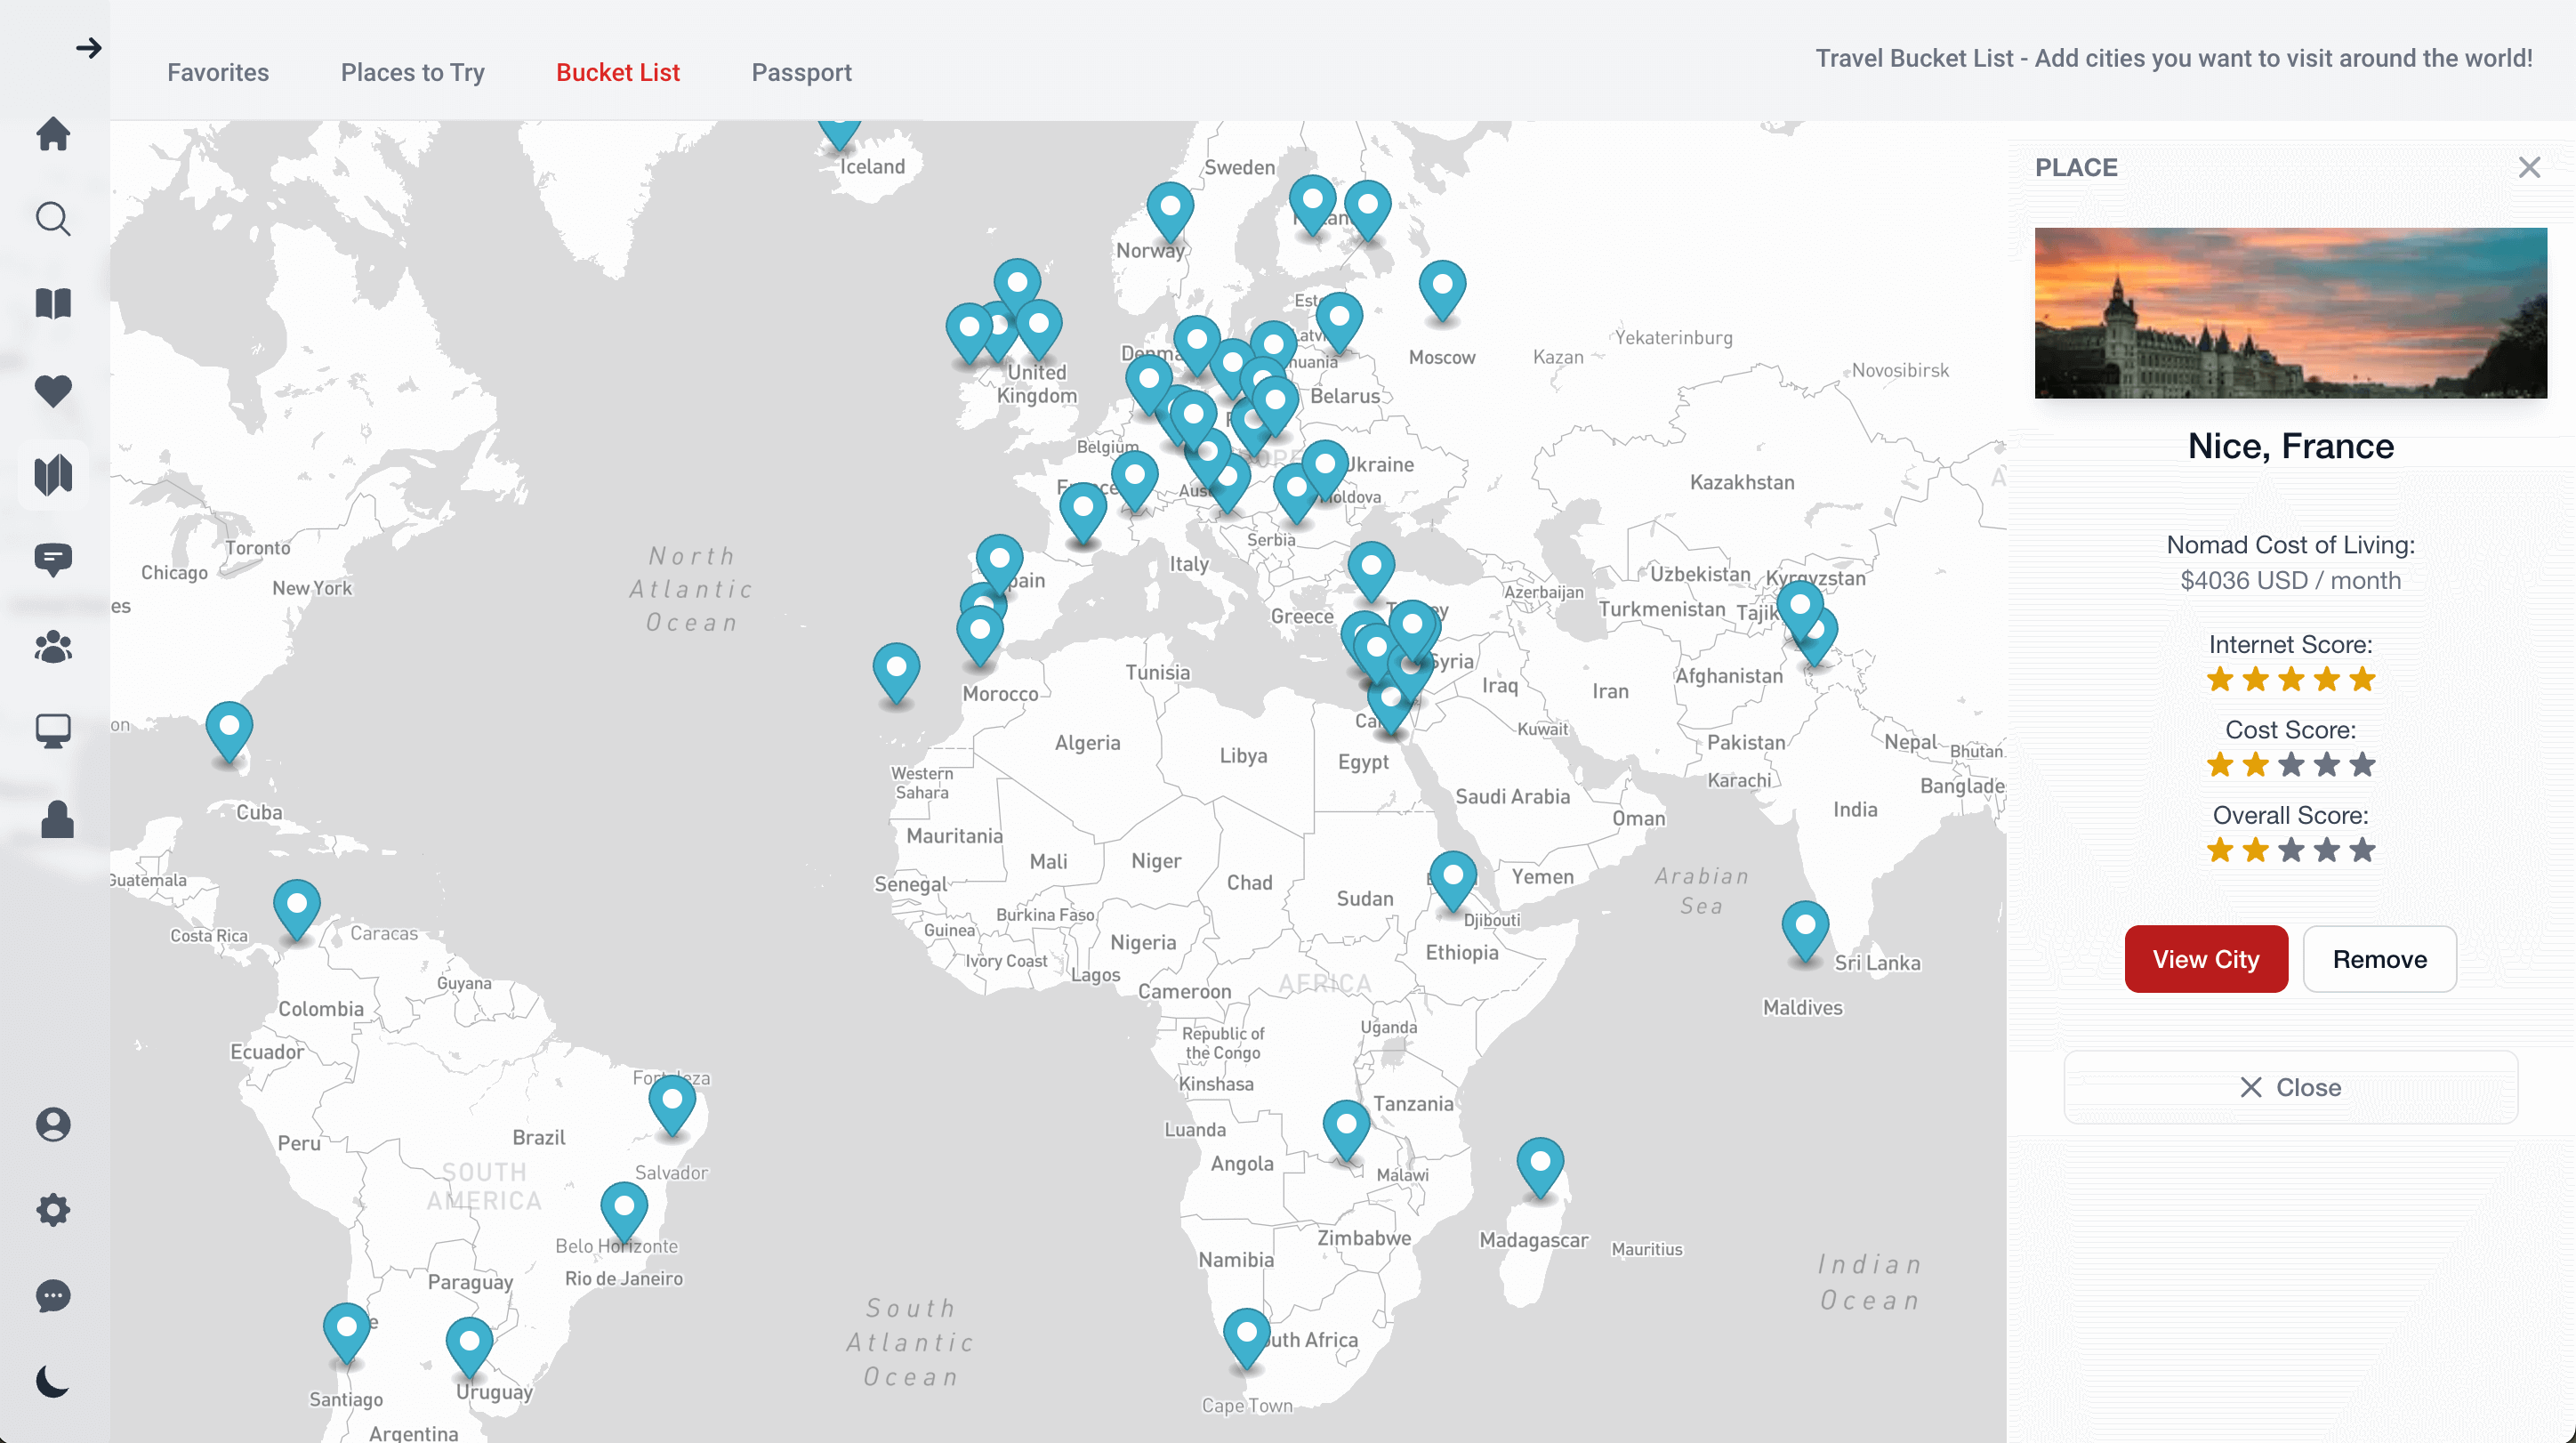 Favorites
Places to Try
Bucket List
Passport
Travel Bucket List - Add cities you want to visit around the world!
Iceland
Sweden
Norway
Moscow
Kazan
Yekaterinburg
Novosibirsk
United
Kingdom
Belarus
Belgium
Ukraine
Kazakhstan
Serbia
Italy
Toronto
Chicago
New York
es
North
Atlantic
Ocean
Greece
Azerbaijan
Uzbekistan
Kyrgyzstan
Turkmenistan
Tajik
Syria
Iraq
Iran
Afghanistan
Tunisia
Morocco
on
Algeria
Libya
Egypt
Kuwait
Pakistan
Nepal
Bhutan
Karachi
Banglade
Western
Sahara
Saudi Arabia
Oman
India
Cuba
Mauritania
Mali
Niger
Chad
Sudan
Yemen
Arabian
Sea
Guatemala
Senegal
Burkina Faso
Djibouti
Costa Rica
Caracas
Guinea
Nigeria
Ethiopia
Ivory Coast
Lagos
Sri Lanka
Guyana
Cameroon
AFRICA
Maldives
Colombia
Republic of
the Congo
Uganda
Ecuador
Kinshasa
Tanzania
Luanda
Brazil
Peru
Angola
Malawi
SOUTH
AMERICA
Salvador
Belo Horizonte
Rio de Janeiro
Paraguay
Zimbabwe
Madagascar
Mauritius
Namibia
Indian
Ocean
South
Atlantic
Ocean
outh Africa
Santiago
Uruguay
Cape Town
Argentina
PLACE
Nice, France
Nomad Cost of Living:
$4036 USD / month
Internet Score:
Cost Score:
Overall Score:
View City
Remove
Close